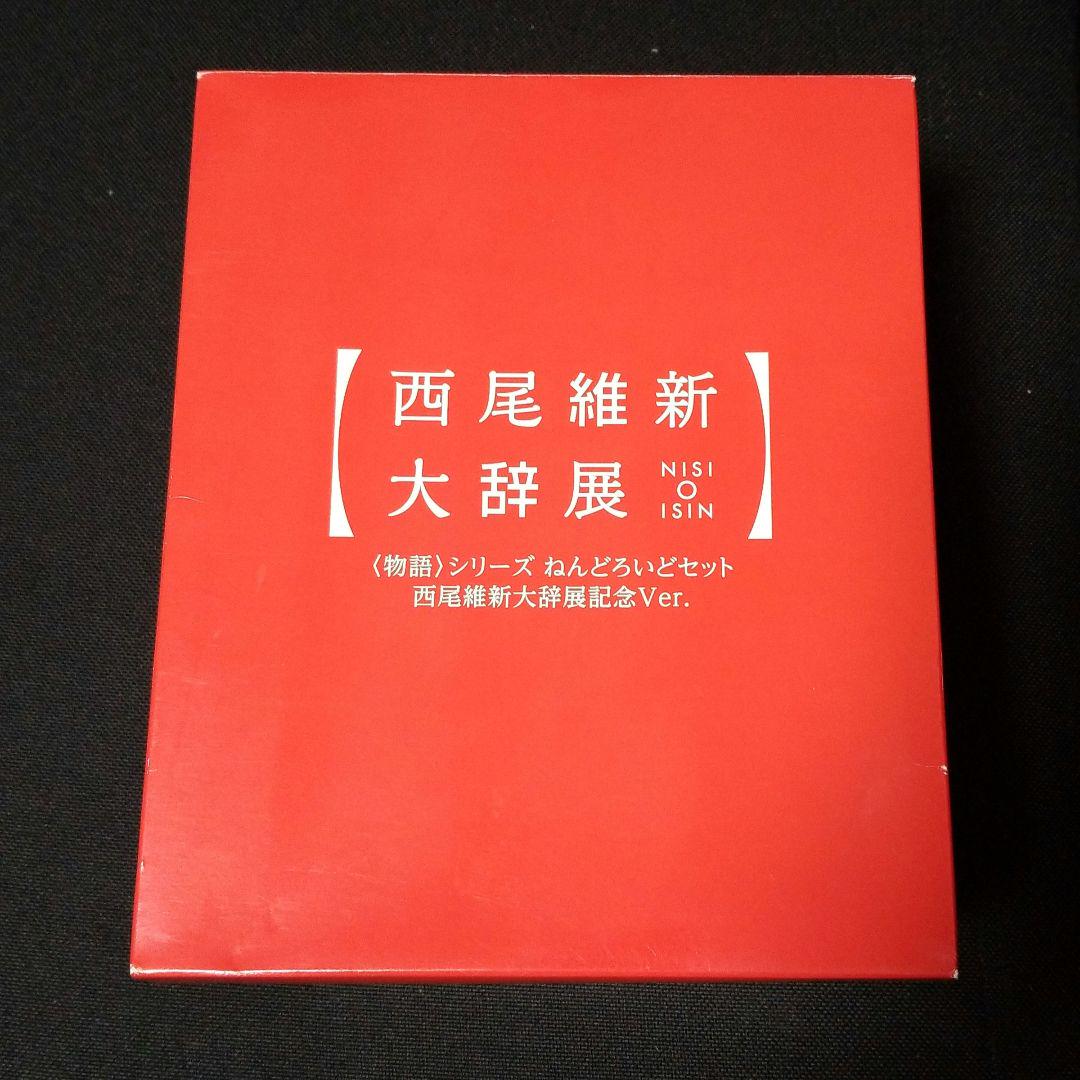 【西尾維新
大辞展 NISI
O
ISIN】
〈物語〉シリーズ ねんどろいどセット
西尾維新大辞展記念Ver.